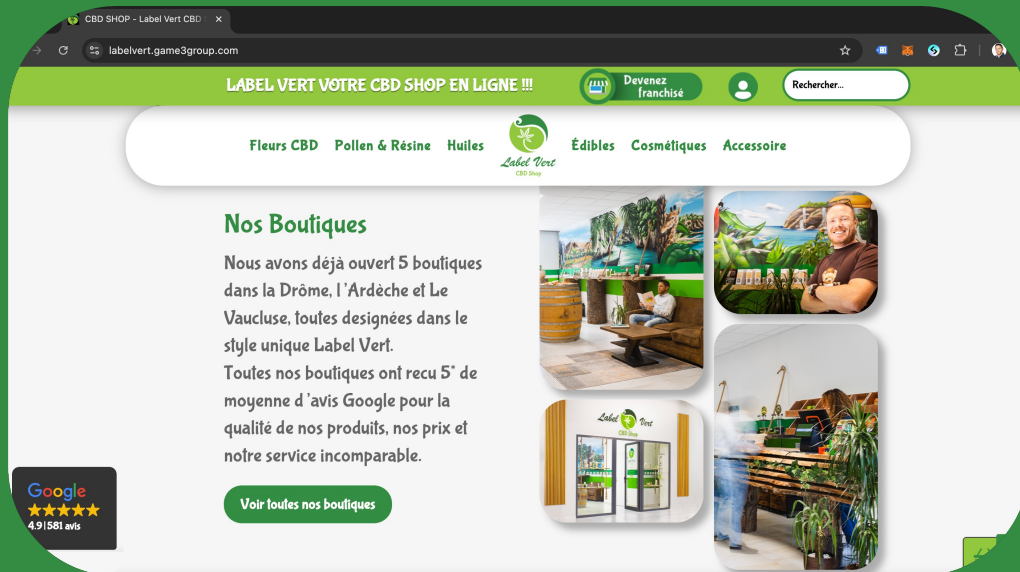 CBD SHOP - Label Vert CBD
labelvert.game3group.com
LABEL VERT VOTRE CBD SHOP EN LIGNE !!!
Devenez
franchisé
Rechercher...
Fleurs CBD
Pollen & Résine
Huiles
Label Vert
CBD Shop
Édibles
Cosmétiques
Accessoire
Nos Boutiques
Nous avons déjà ouvert 5 boutiques
dans la Drôme, l 'Ardèche et Le
Vaucluse, toutes designées dans le
style unique Label Vert.
Toutes nos boutiques ont recu 5* de
moyenne d 'avis Google pour la
qualité de nos produits, nos prix et
notre service incomparable.
Voir toutes nos boutiques
Label Vert
CBD Shop
Google
4.9 | 581 avis